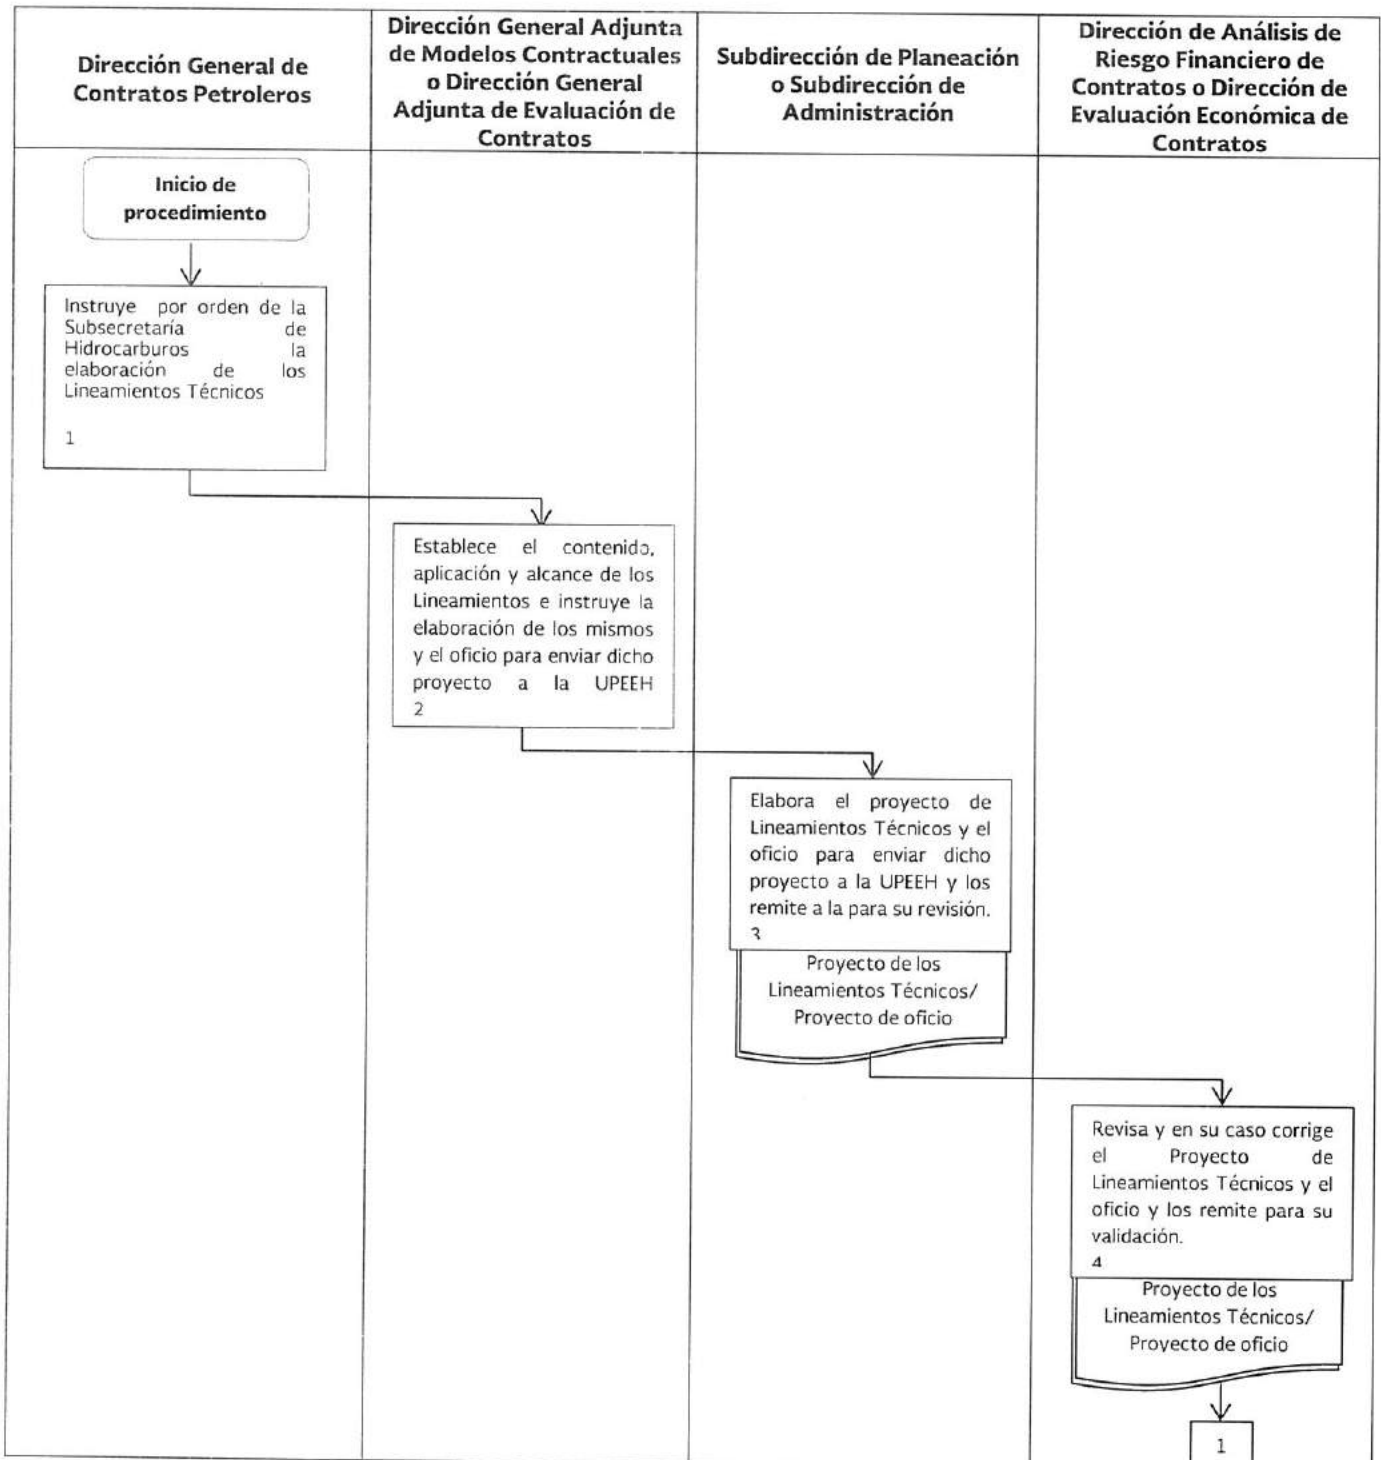 Dirección General de
Contratos Petroleros
Dirección General Adjunta
de Modelos Contractuales
o Dirección General
Adjunta de Evaluación de
Contratos
Subdirección de Planeación
o Subdirección de
Administración
Dirección de Análisis de
Riesgo Financiero de
Contratos o Dirección de
Evaluación Económica de
Contratos
Inicio de
procedimiento
Instruye por orden de la
Subsecretaría de
Hidrocarburos la
elaboración de los
Lineamientos Técnicos
1
Establece el contenido,
aplicación y alcance de los
Lineamientos e instruye la
elaboración de los mismos
y el oficio para enviar dicho
proyecto a la UPEEH
2
Elabora el proyecto de
Lineamientos Técnicos y el
oficio para enviar dicho
proyecto a la UPEEH y los
remite a la para su revisión.
3
Proyecto de los
Lineamientos Técnicos/
Proyecto de oficio
Revisa y en su caso corrige
el Proyecto de
Lineamientos Técnicos y el
oficio y los remite para su
validación.
4
Proyecto de los
Lineamientos Técnicos/
Proyecto de oficio
1